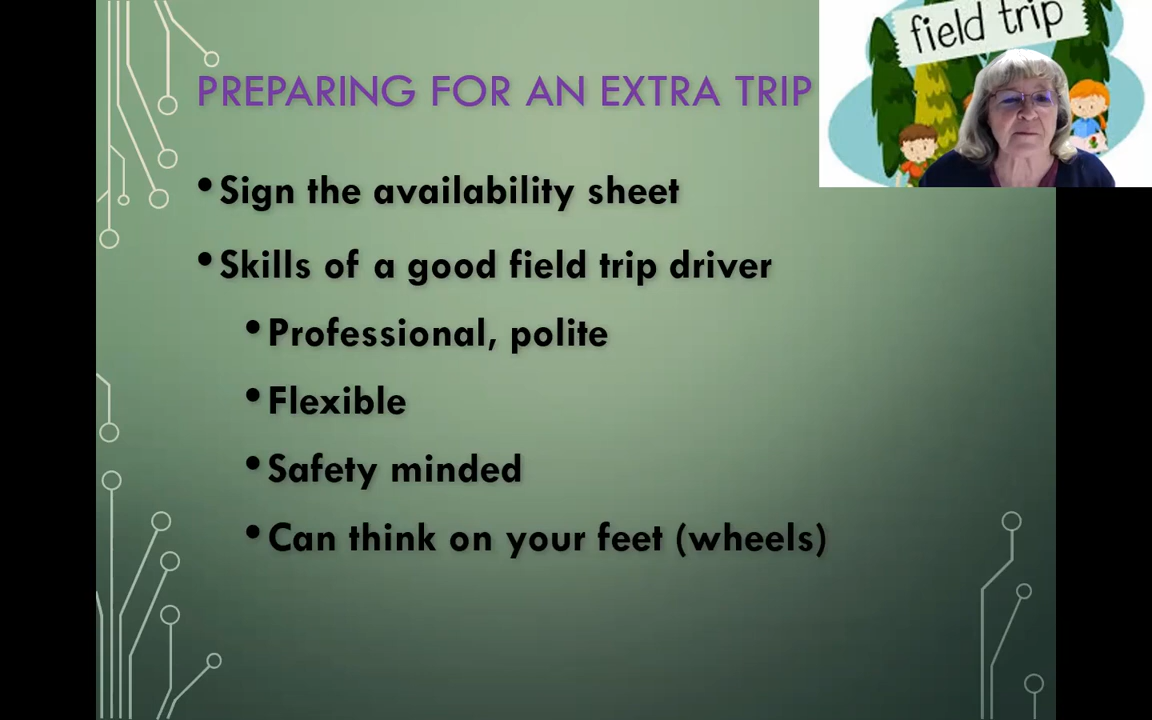 field trip
PREPARING FOR AN EXTRA TRIP
•Sign the availability sheet
•Skills of a good field trip driver
•Professional, polite
•Flexible
•Safety minded
•Can think on your feet (wheels)